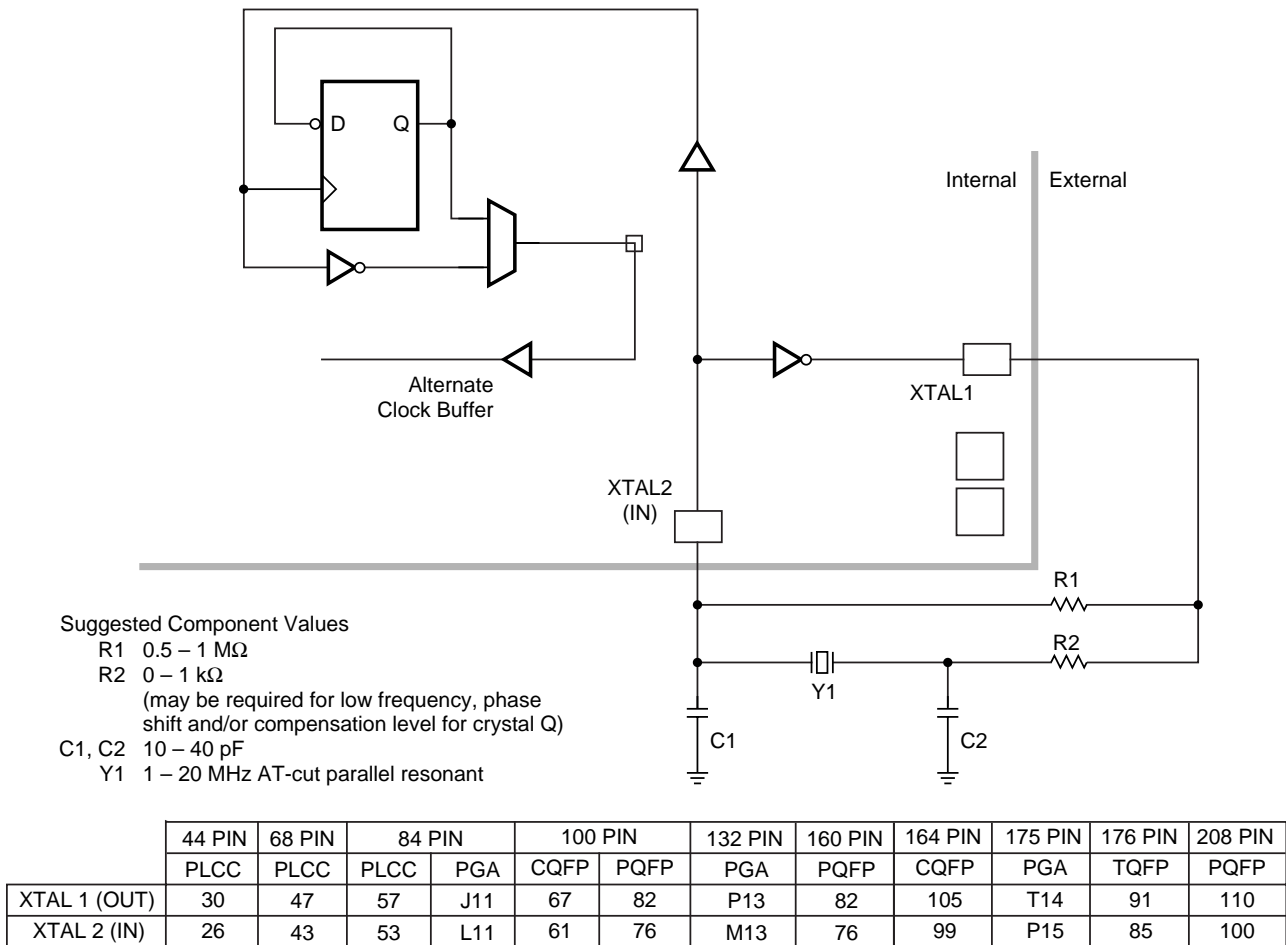 D Q
Internal External
Alternate
Clock Buffer
XTAL1
XTAL2
(IN)
R1
R2
Y1
C1 C2
Suggested Component Values
R1 0.5 – 1 MΩ
R2 0 – 1 kΩ
(may be required for low frequency, phase
shift and/or compensation level for crystal Q)
C1, C2 10 – 40 pF
Y1 1 – 20 MHz AT-cut parallel resonant
44 PIN 68 PIN 84 PIN 100 PIN 132 PIN 160 PIN 164 PIN 175 PIN 176 PIN 208 PIN
PLCC PLCC PLCC PGA CQFP PQFP PGA PQFP CQFP PGA TQFP PQFP
XTAL 1 (OUT) 30 47 57 J11 67 82 P13 82 105 T14 91 110
XTAL 2 (IN) 26 43 53 L11 61 76 M13 76 99 P15 85 100